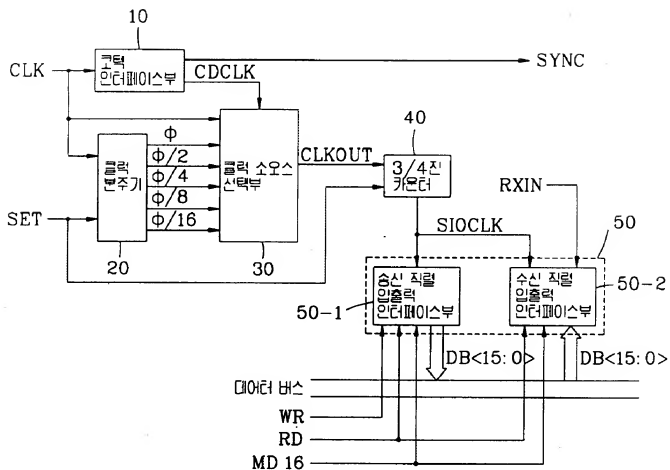 10
CLK
코덕
인터페이스부
SYNC
CDCLK
40
φ
φ/2
φ/4
φ/8
φ/16
클럭
분주기
클럭 소오스
선택부
CLKOUT
3/4진
카운터
RXIN
SET
20
30
SIOCLK
50
50-1
송신 직렬
입출력
인터페이스부
수신 직렬
입출력
인터페이스부
50-2
DB<15:0>
DB<15:0>
데이터 버스
WR
RD
MD 16